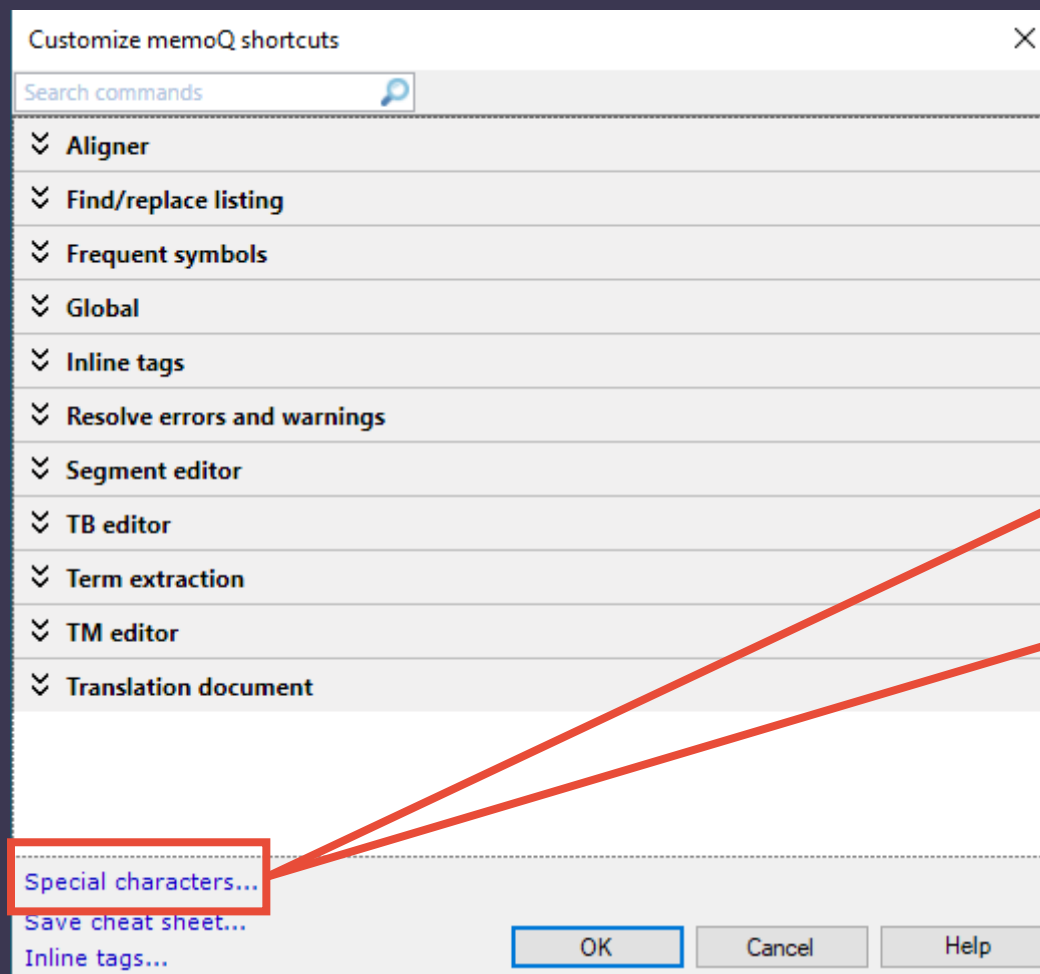 Customize memoQ shortcuts
Search commands
Aligner
Find/replace listing
Frequent symbols
Global
Inline tags
Resolve errors and warnings
Segment editor
TB editor
Term extraction
TM editor
Translation document
Special characters...
Save cheat sheet...
Inline tags...
OK Cancel Help